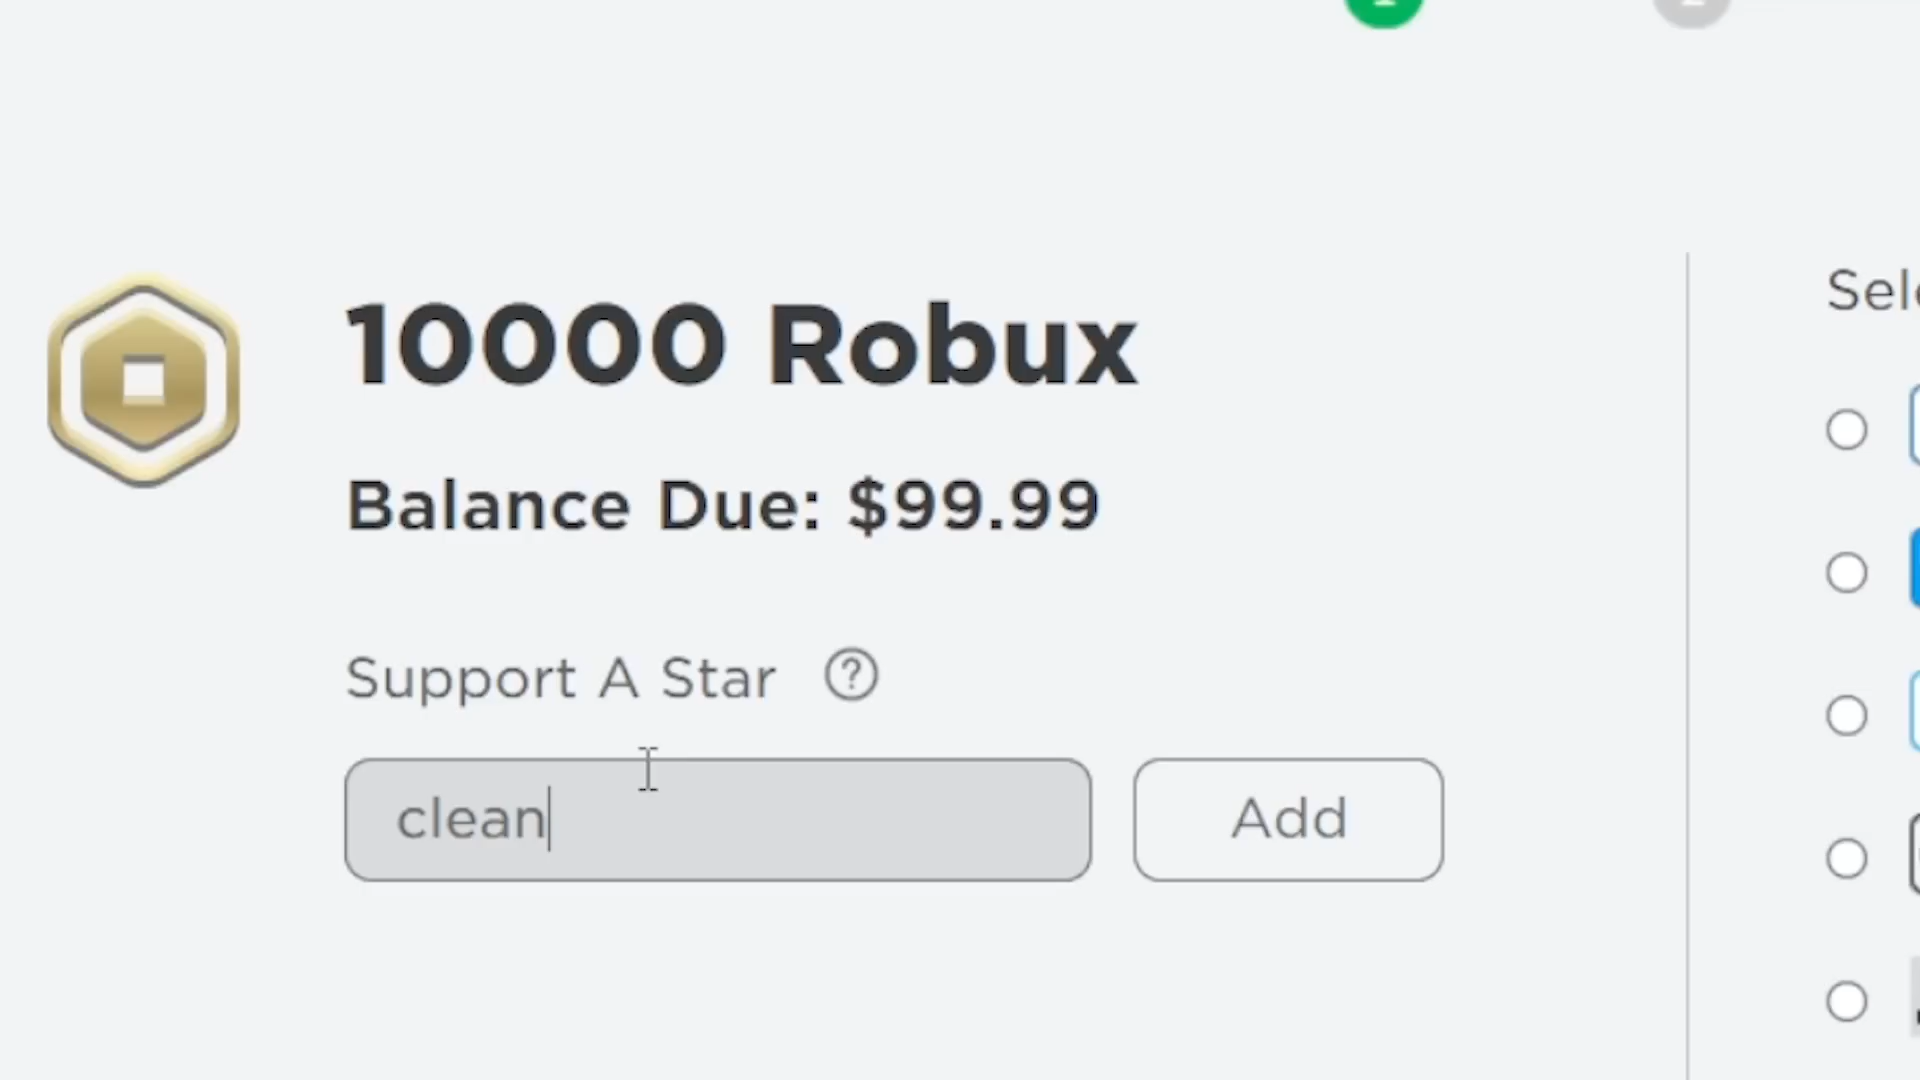 10000 Robux
Balance Due: $99.99
Support A Star ?
clean
Add